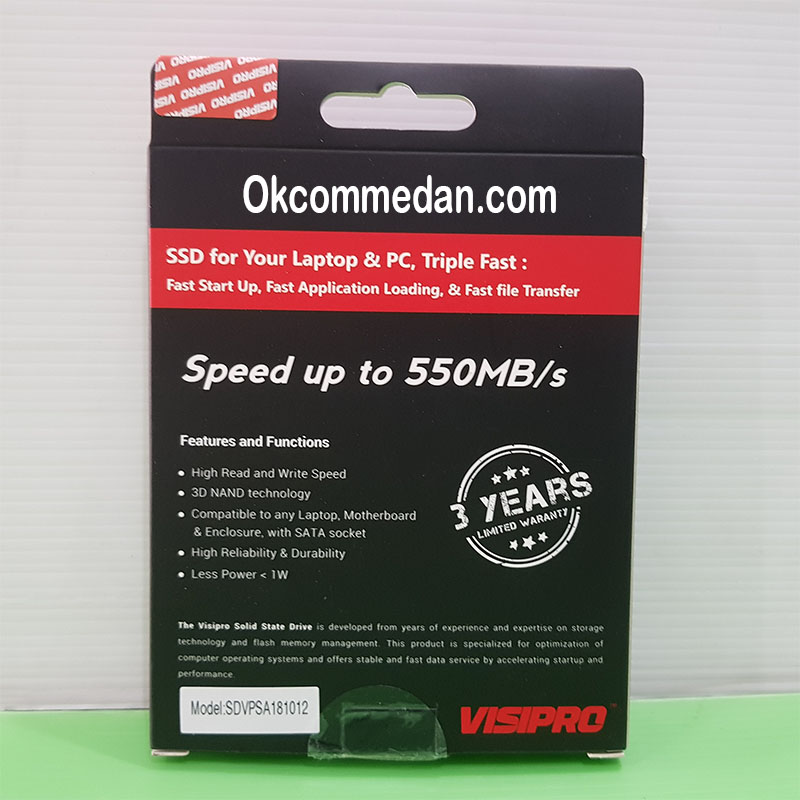 VISIPRO VISIPRO VISIPRO
Okcommedan.com
SSD for Your Laptop & PC, Triple Fast :
Fast Start Up, Fast Application Loading, & Fast file Transfer
Speed up to 550MB/s
Features and Functions
• High Read and Write Speed
• 3D NAND technology
• Compatible to any Laptop, Motherboard
& Enclosure, with SATA socket
• High Reliability & Durability
• Less Power < 1W
3 YEARS
LIMITED WARANTY
The Visipro Solid State Drive is developed from years of experience and expertise on storage
technology and flash memory management. This product is specialized for optimization of
computer operating systems and offers stable and fast data service by accelerating startup and
performance.
Model:SDVPSA181012
VISIPRO™